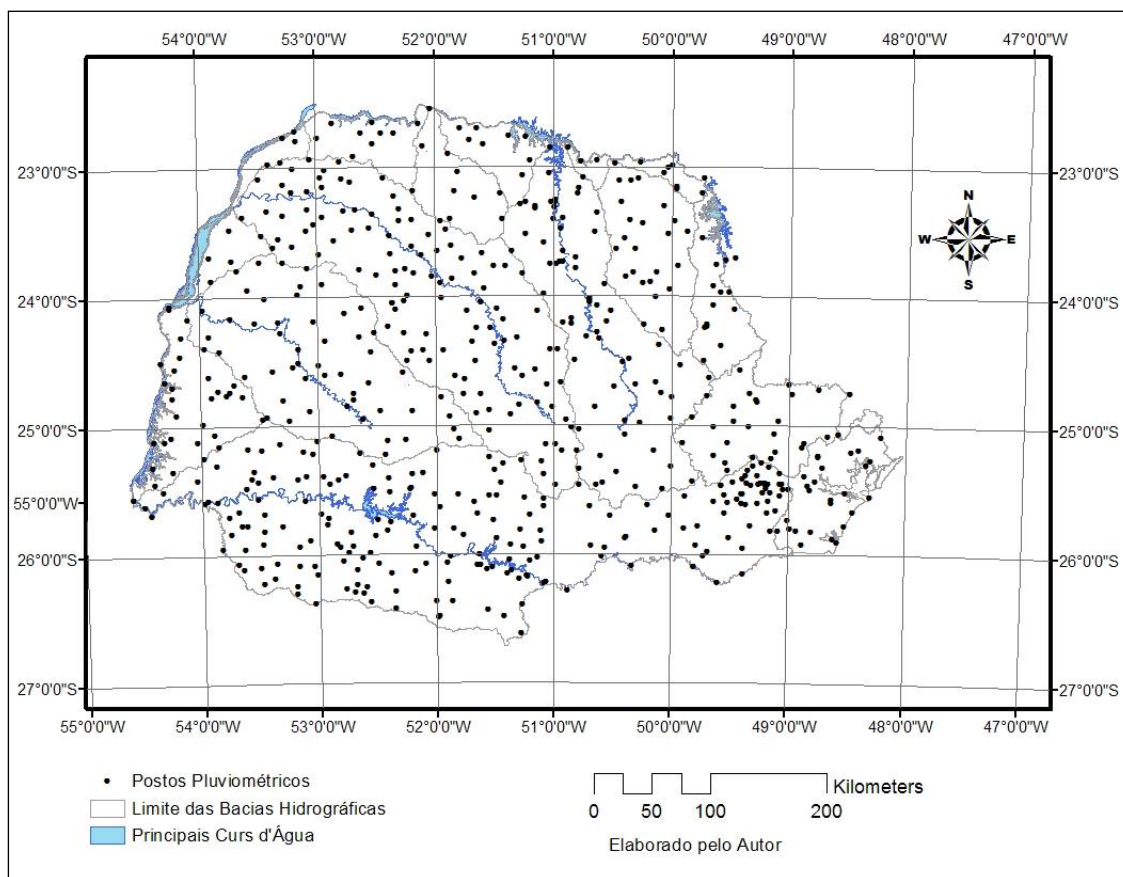 54°0'0"W 53°0'0"W 52°0'0"W 51°0'0"W 50°0'0"W 49°0'0"W 48°0'0"W 47°0'0"W
23°0'0"S 23°0'0"S
N
W E
S
24°0'0"S 24°0'0"S
25°0'0"S 25°0'0"S
55°0'0"W
26°0'0"S 26°0'0"S
27°0'0"S 27°0'0"S
55°0'0"W 54°0'0"W 53°0'0"W 52°0'0"W 51°0'0"W 50°0'0"W 49°0'0"W 48°0'0"W 47°0'0"W
Postos Pluviométricos
Limite das Bacias Hidrográficas
Principais Curs d'Água
Kilometers
0 50 100 200
Elaborado pelo Autor